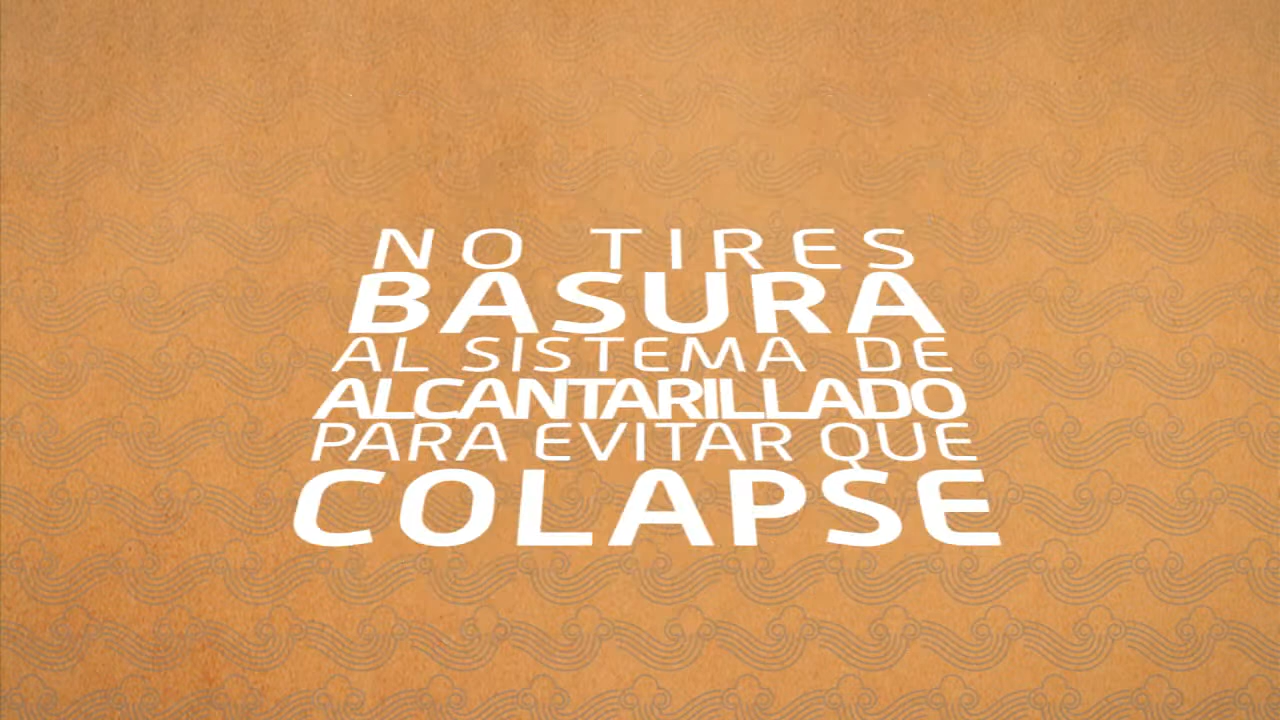 NO TIRES
BASURA
AL SISTEMA DE
ALCANTARILLADO
PARA EVITAR QUE
COLAPSE